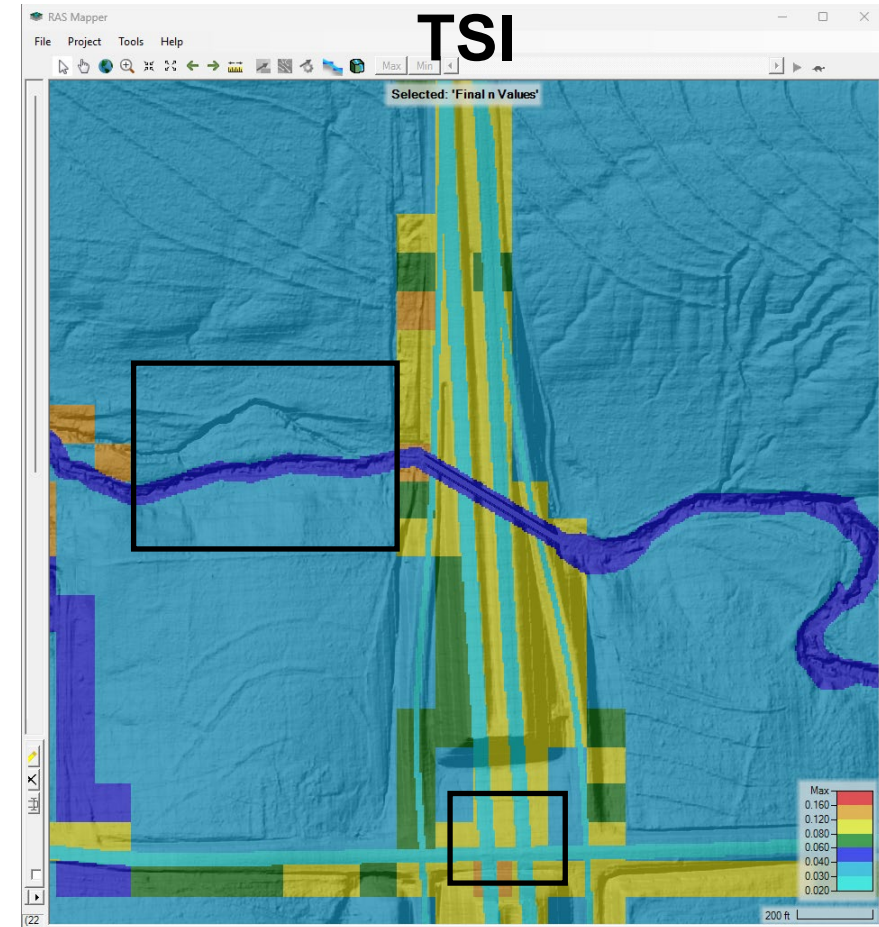 RAS Mapper
TSI
File Project Tools Help
Max Min
Selected: 'Final n Values'
Max
0.160
0.120
0.080
0.060
0.040
0.030
0.020
200 ft
(22